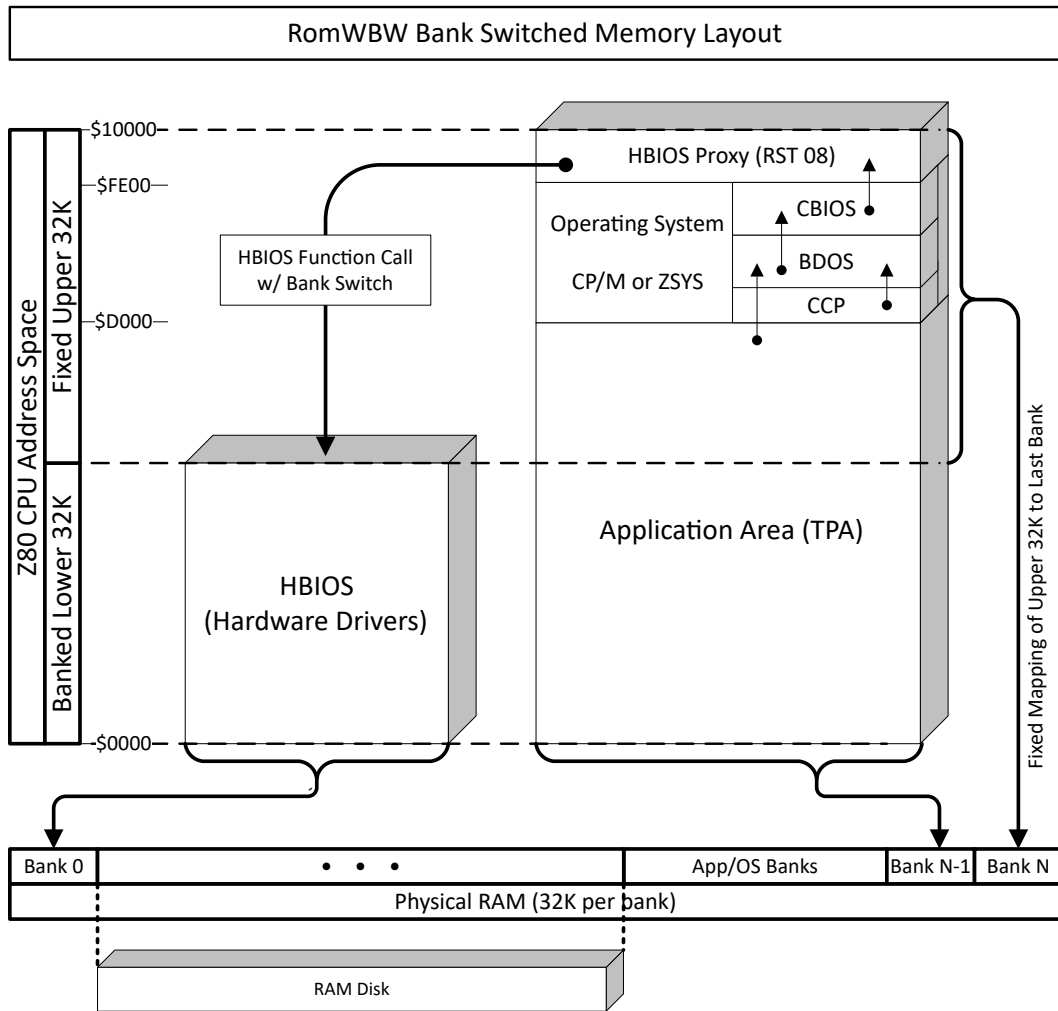 RomWBW Bank Switched Memory Layout
$10000
HBIOS Proxy (RST 08)
$FE00
CBIOS
Operating System
HBIOS Function Call
w/ Bank Switch
BDOS
CP/M or ZSYS
CCP
$D000
Z80 CPU Address Space
Fixed Upper 32K
Banked Lower 32K
Application Area (TPA)
HBIOS
(Hardware Drivers)
Fixed Mapping of Upper 32K to Last Bank
$0000
Bank 0
• • •
App/OS Banks
Bank N-1
Bank N
Physical RAM (32K per bank)
RAM Disk